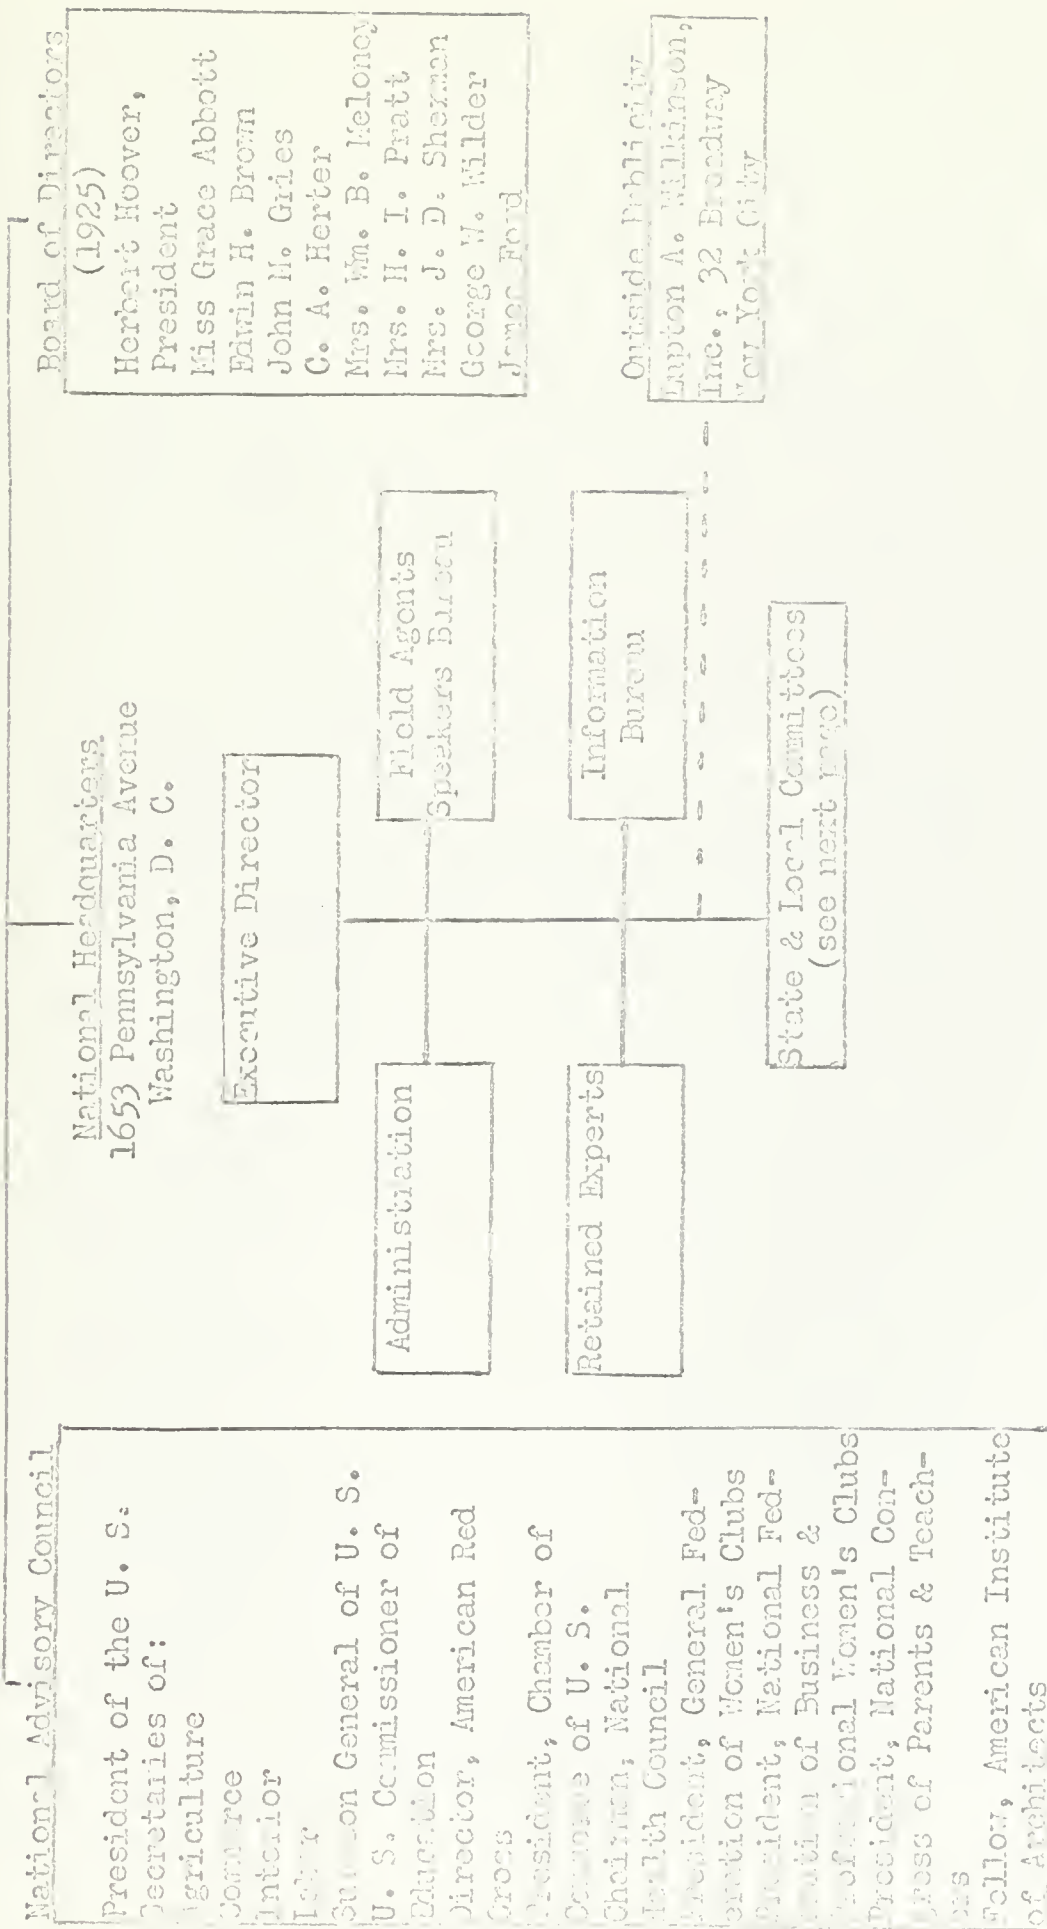 National Advisory Council
President of the U. S.
Secretaries of:
Agriculture
Commerce
Interior
Labor
Surgeon General of U. S.
U. S. Commissioner of
Education
Director, American Red
Cross
President, Chamber of
Commerce of U. S.
Chairman, National
Health Council
President, General Fed-
eration of Women's Clubs
President, National Fed-
eration of Business &
Professional Women's Clubs
President, National Con-
gress of Parents & Teach-
ers
Fellow, American Institute
of Architects
National Headquarters
1653 Pennsylvania Avenue
Washington, D. C.
Executive Director
Administration
Field Agents
Speakers Bureau
Retained Experts
Information
Bureau
State & Local Committees
(see next page)
Board of Directors
(1925)
Herbert Hoover,
President
Miss Grace Abbott
Edwin H. Brown
John M. Gries
C. A. Herter
Mrs. Wm. B. Meloney
Mrs. H. I. Pratt
Mrs. J. D. Sherman
George W. Wilder
James Ford
Outside Publicity
Lupton A. Wilkinson,
Inc., 32 Broadway
New York City